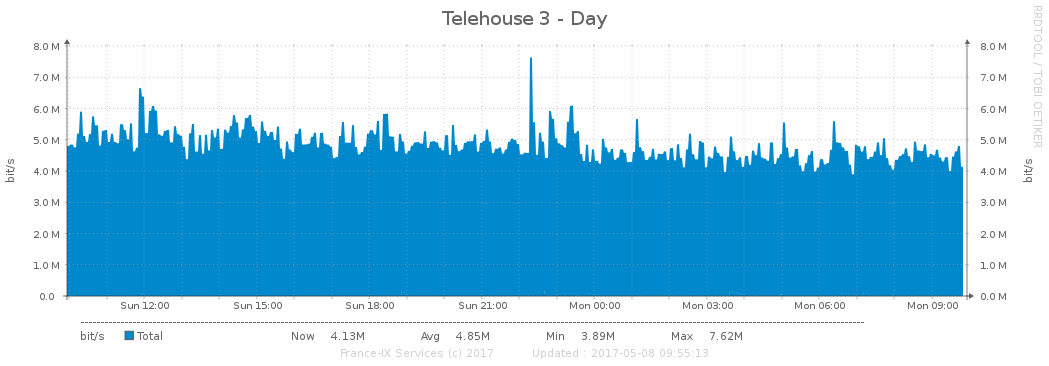 Telehouse 3 - Day
RRDTOOL / TOBI OETIKER
8.0 M 8.0 M
7.0 M 7.0 M
6.0 M 6.0 M
5.0 M 5.0 M
4.0 M 4.0 M
3.0 M 3.0 M
2.0 M 2.0 M
1.0 M 1.0 M
0.0 0.0 M
bit/s bit/s
Sun 12:00 Sun 15:00 Sun 18:00 Sun 21:00 Mon 00:00 Mon 03:00 Mon 06:00 Mon 09:00
bit/s Total Now 4.13M Avg 4.85M Min 3.89M Max 7.62M
France-IX Services (c) 2017 Updated : 2017-05-08 09:55:13